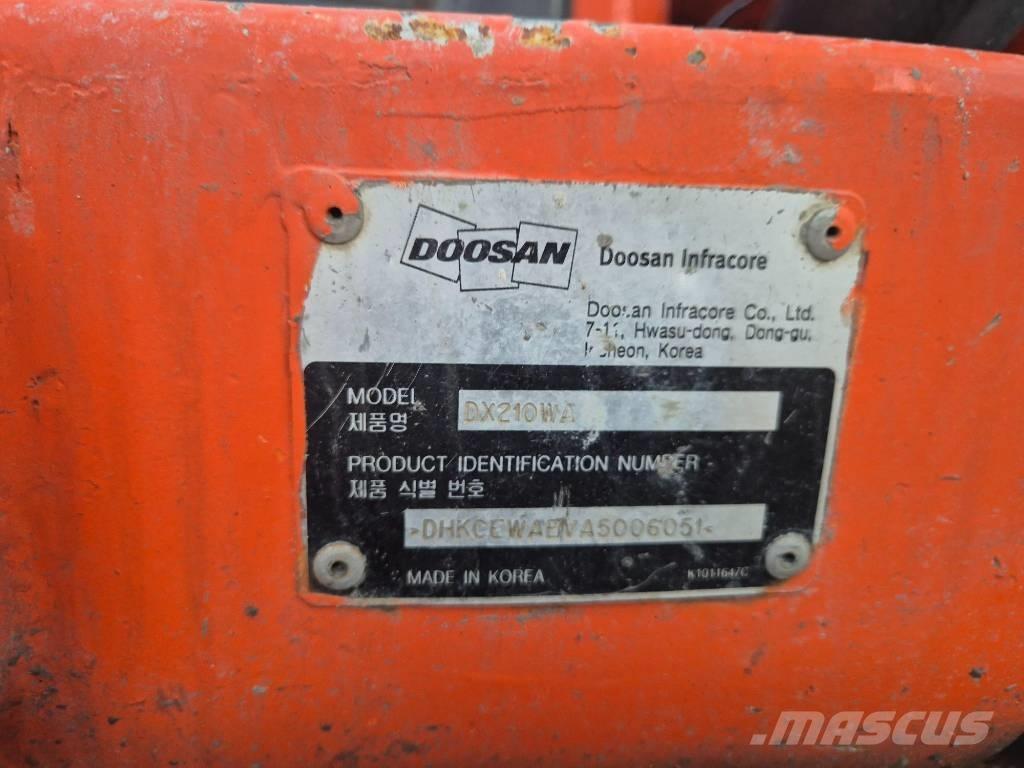 DOOSAN
Doosan Infracore
Doosan Infracore Co., Ltd.
7-11, Hwasu-dong, Dong-gu,
Incheon, Korea
MODEL
제품명
DX210WA
PRODUCT IDENTIFICATION NUMBER
제품 식별 번호
MADE IN KOREA
K1011647C
MASCUS